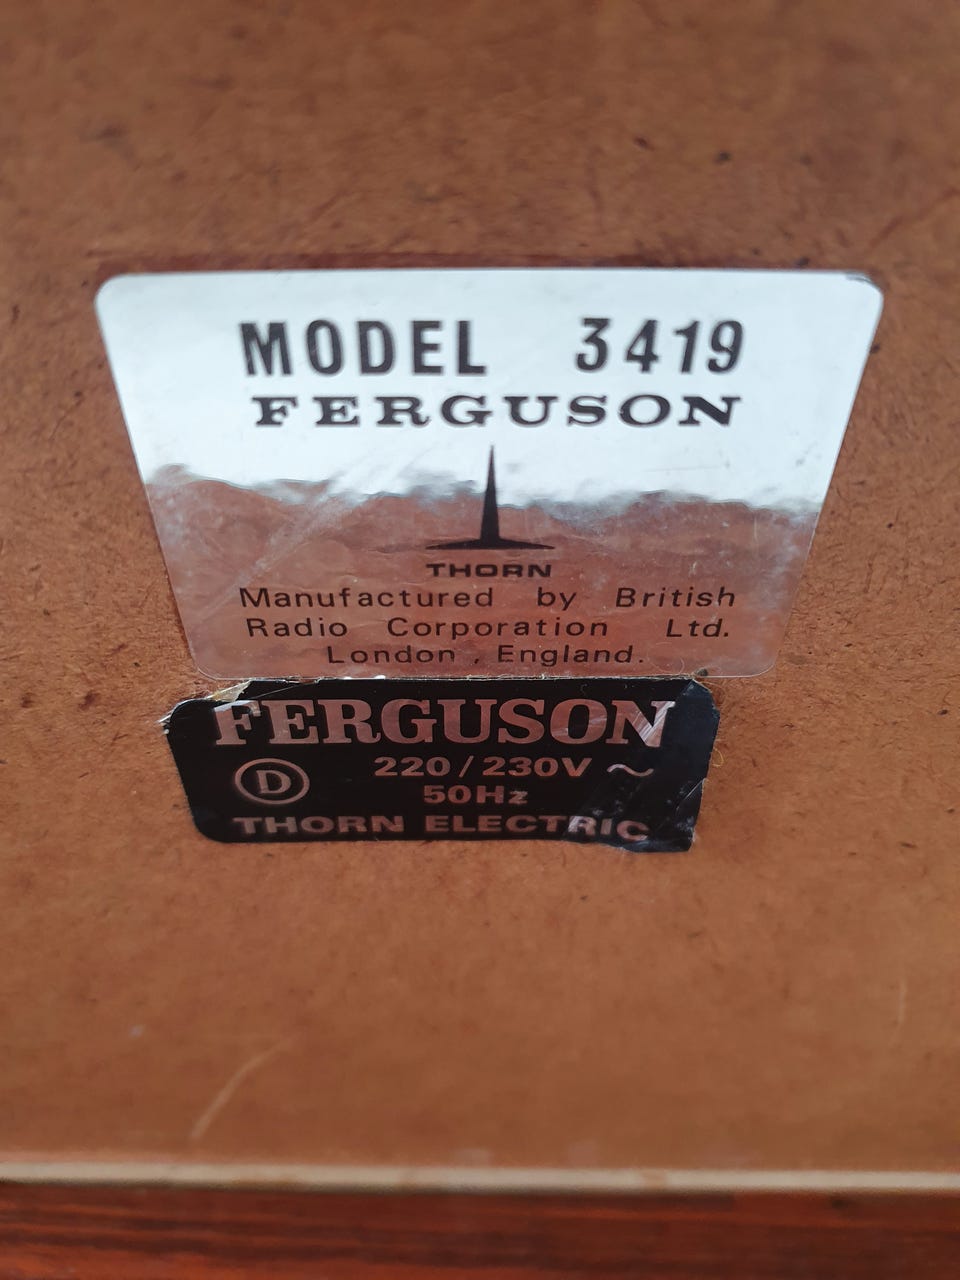 MODEL 3419
FERGUSON
THORN
Manufactured by British
Radio Corporation Ltd.
London, England.
FERGUSON
D 220/230V ~
50Hz
THORN ELECTRIC